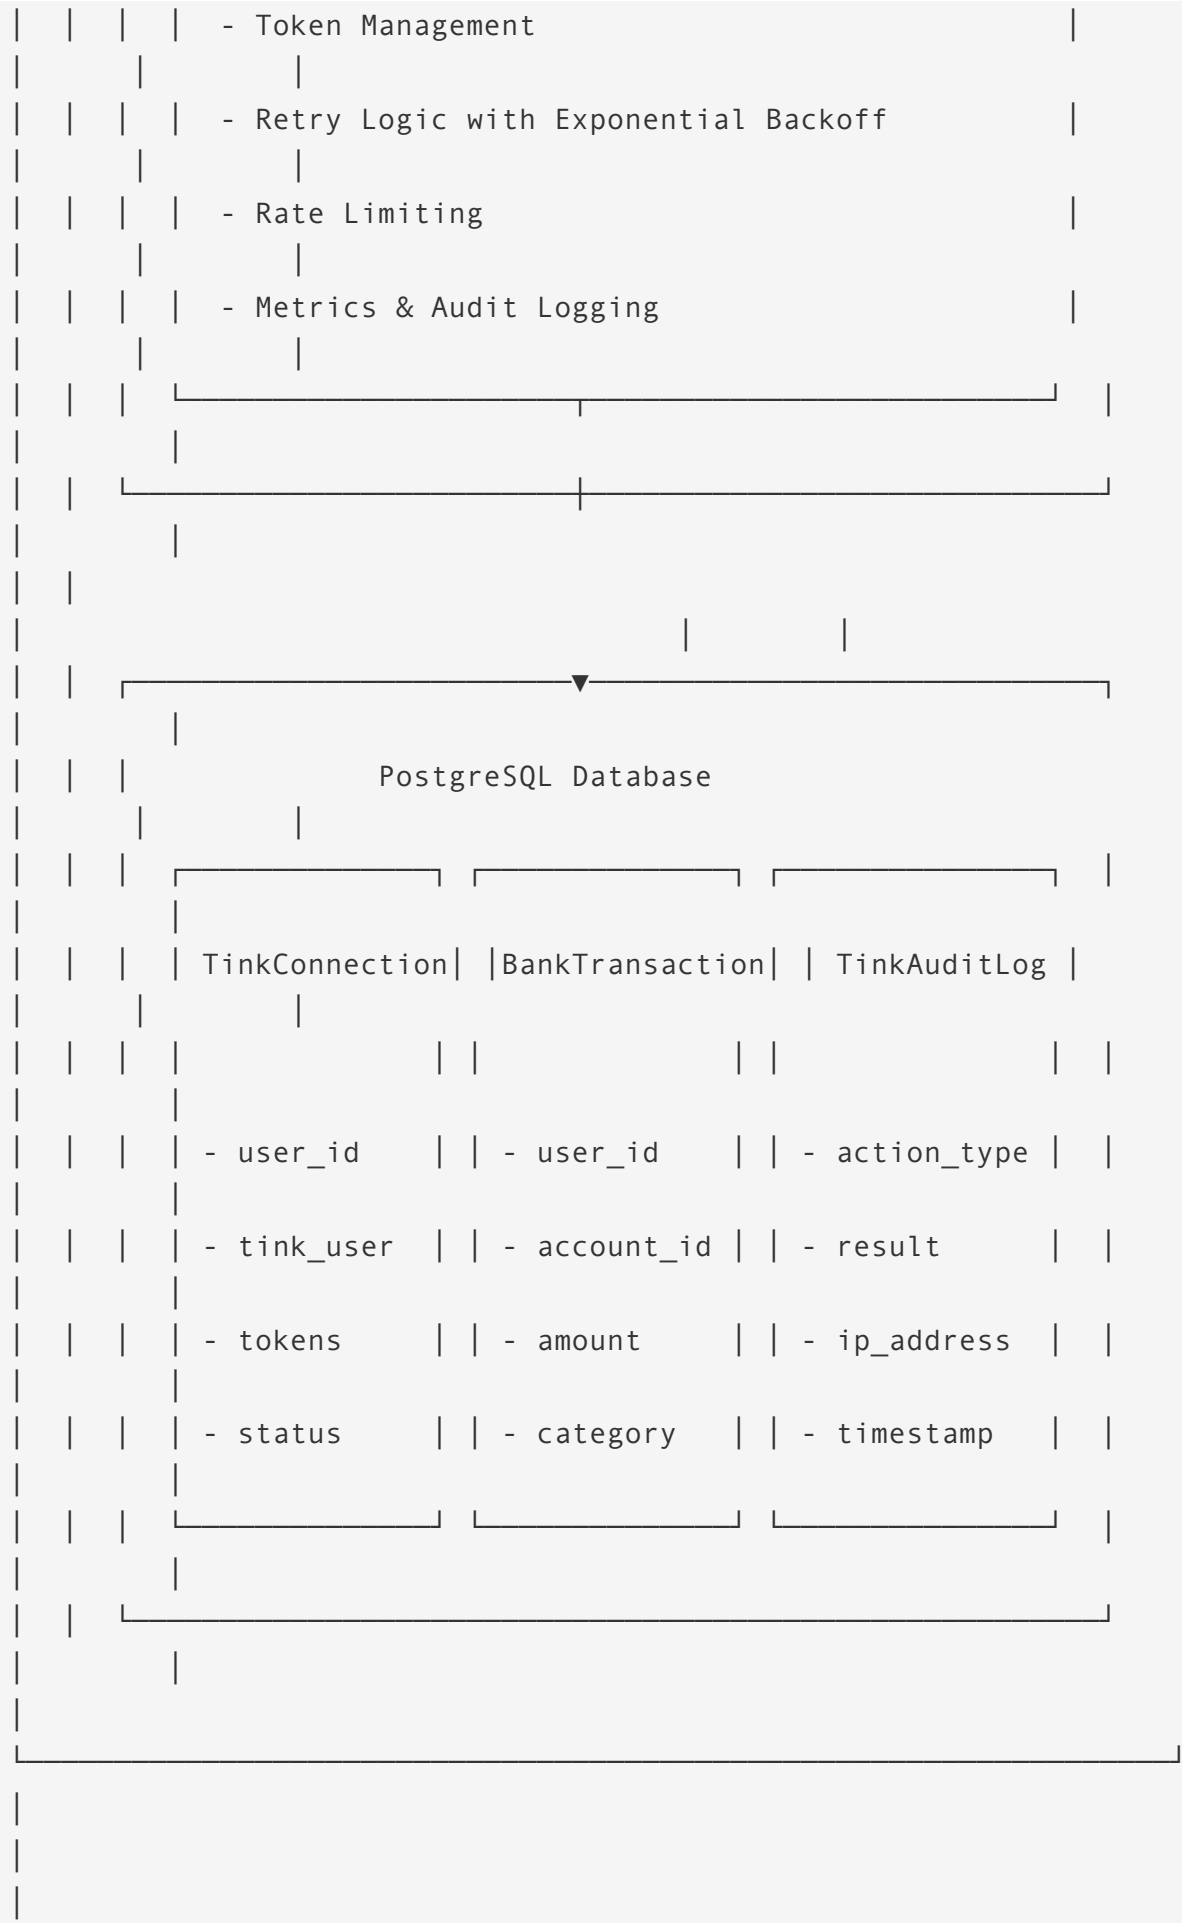 - Token Management
- Retry Logic with Exponential Backoff
- Rate Limiting
- Metrics & Audit Logging
PostgreSQL Database
TinkConnection BankTransaction TinkAuditLog
- user_id - user_id - action_type
- tink_user - account_id - result
- tokens - amount - ip_address
- status - category - timestamp